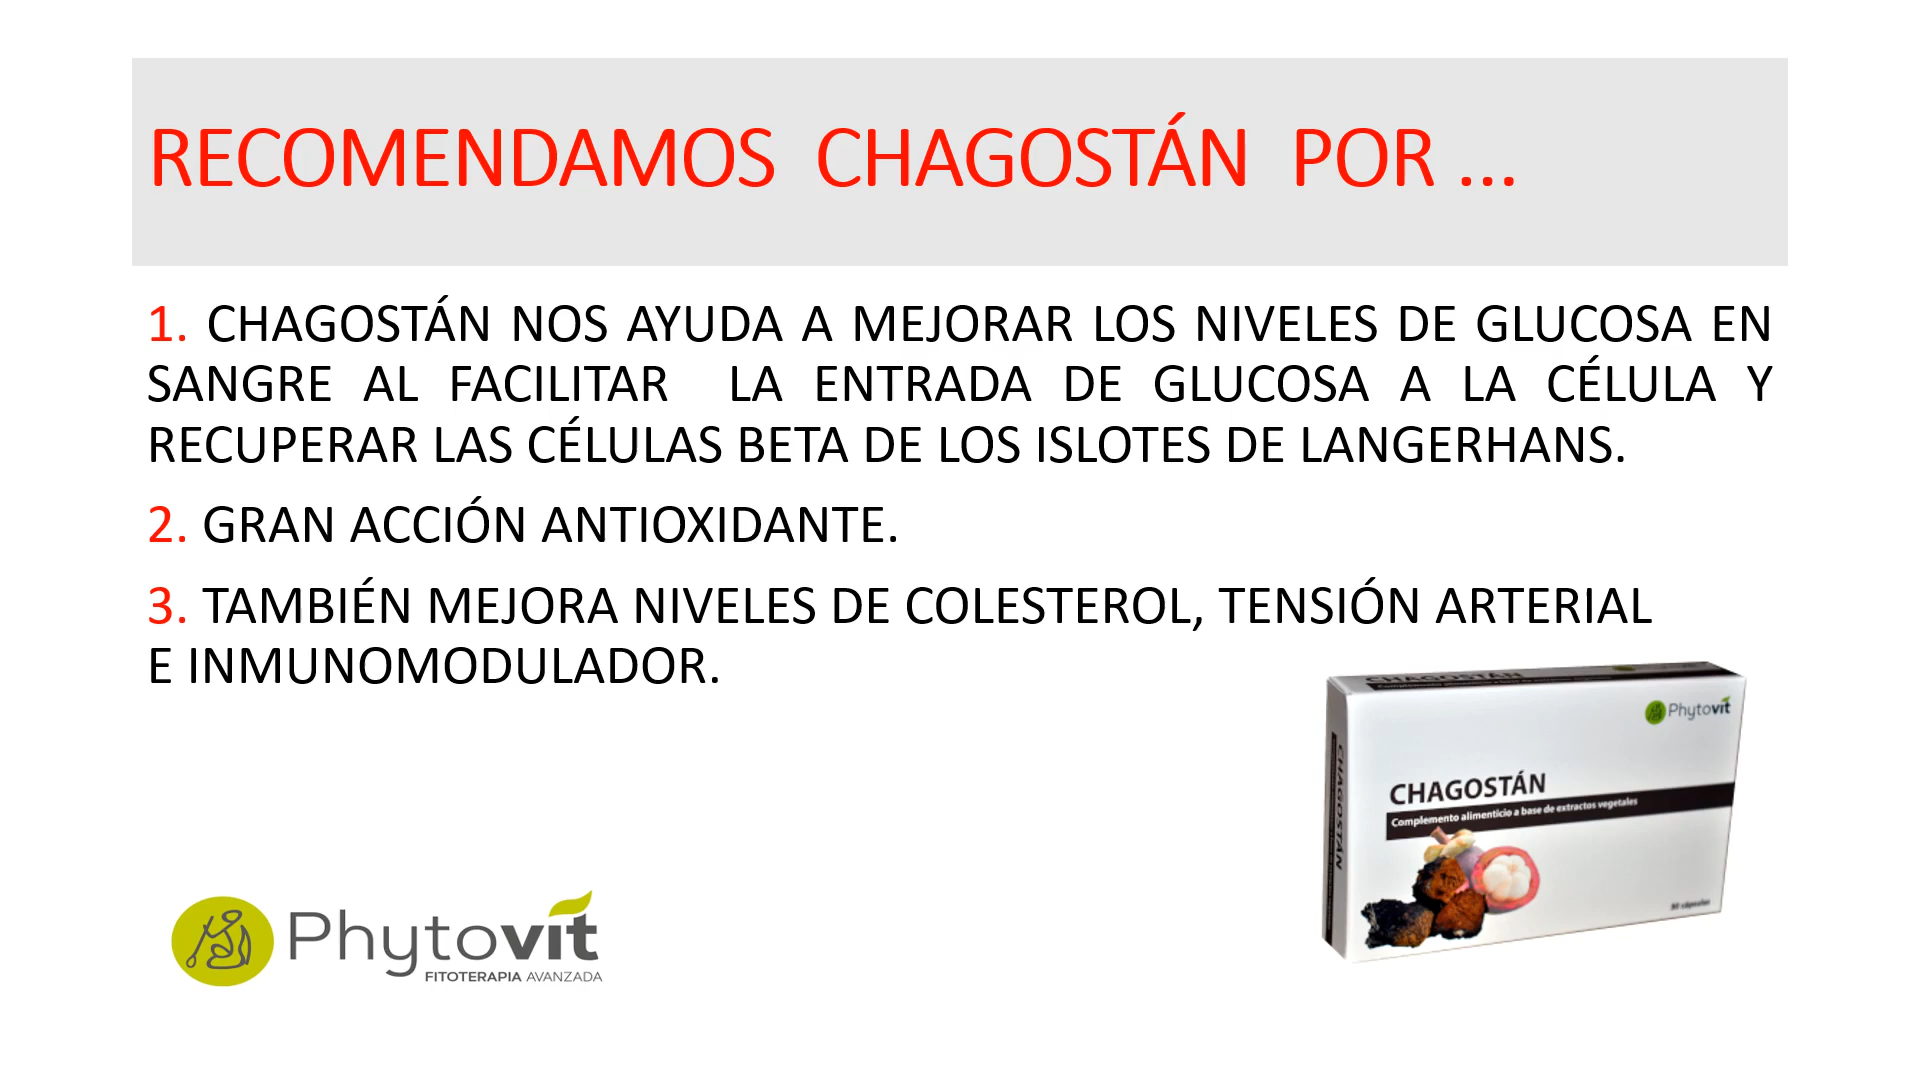 RECOMENDAMOS CHAGOSTÁN POR ...
1. CHAGOSTÁN NOS AYUDA A MEJORAR LOS NIVELES DE GLUCOSA EN
SANGRE AL FACILITAR LA ENTRADA DE GLUCOSA A LA CÉLULA Y
RECUPERAR LAS CÉLULAS BETA DE LOS ISLOTES DE LANGERHANS.
2. GRAN ACCIÓN ANTIOXIDANTE.
3. TAMBIÉN MEJORA NIVELES DE COLESTEROL, TENSIÓN ARTERIAL
E INMUNOMODULADOR.
CHAGOSTÁN
Phytovit
CHAGOSTÁN
CHAGOSTÁN
Complemento alimenticio a base de extractos vegetales
cápsulas
Phytovit
FITOTERAPIA AVANZADA